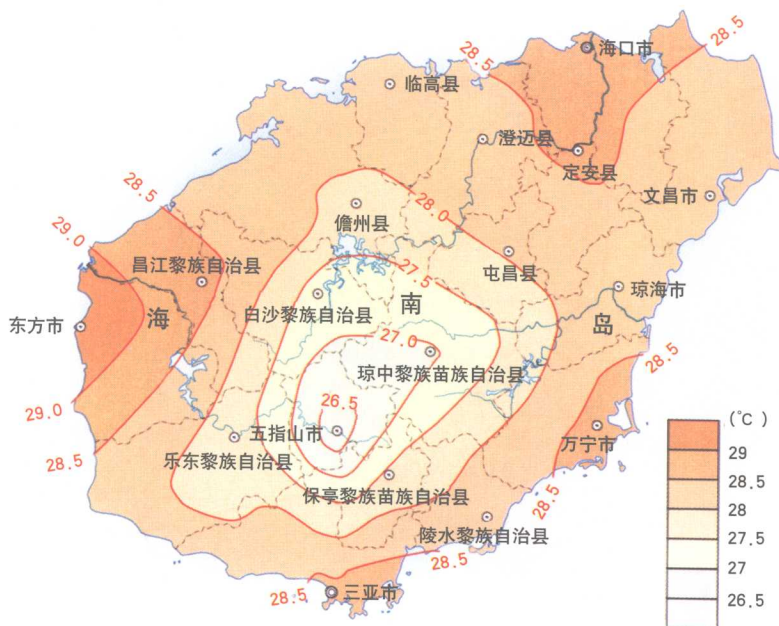 28.5
28.5
海口市
临高县
澄迈县
定安县
文昌市
28.5
28.0
儋州县
29.0
昌江黎族自治县
27.5
屯昌县
琼海市
白沙黎族自治县
南
海
岛
东方市
27.0
琼中黎族苗族自治县
28.5
26.5
29.0
五指山市
万宁市
28.5
乐东黎族自治县
保亭黎族苗族自治县
28.5
陵水黎族自治县
28.5
28.5
三亚市
(℃)
29
28.5
28
27.5
27
26.5